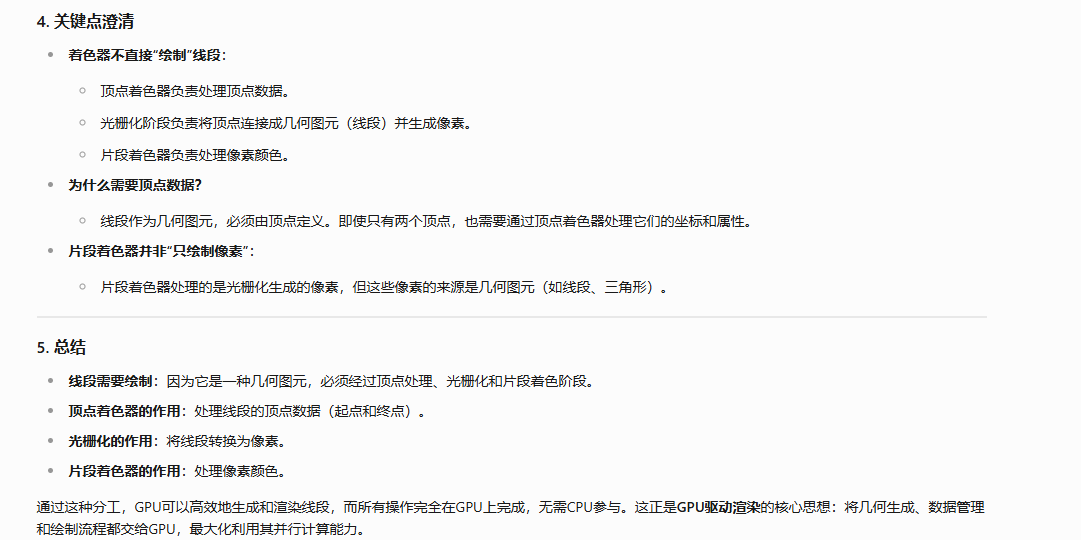 4. 关键点澄清
着色器不直接“绘制”线段：
顶点着色器负责处理顶点数据。
光栅化阶段负责将顶点连接成几何图元（线段）并生成像素。
片段着色器负责处理像素颜色。
为什么需要顶点数据？
线段作为几何图元，必须由顶点定义。即使只有两个顶点，也需要通过顶点着色器处理它们的坐标和属性。
片段着色器并非“只绘制像素”：
片段着色器处理的是光栅化生成的像素，但这些像素的来源是几何图元（如线段、三角形）。
5. 总结
线段需要绘制：因为它是一种几何图元，必须经过顶点处理、光栅化和片段着色阶段。
顶点着色器的作用：处理线段的顶点数据（起点和终点）。
光栅化的作用：将线段转换为像素。
片段着色器的作用：处理像素颜色。
通过这种分工，GPU可以高效地生成和渲染线段，而所有操作完全在GPU上完成，无需CPU参与。这正是GPU驱动渲染的核心思想：将几何生成、数据管理
和绘制流程都交给GPU，最大化利用其并行计算能力。